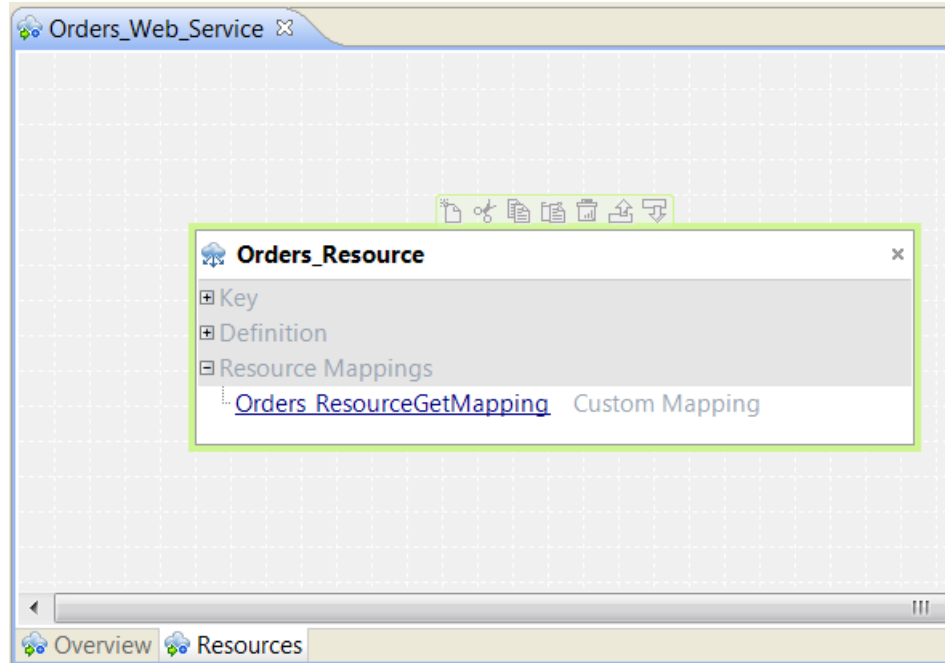 Orders_Web_Service
Orders_Resource
Key
Definition
Resource Mappings
Orders_ResourceGetMapping Custom Mapping
Overview Resources